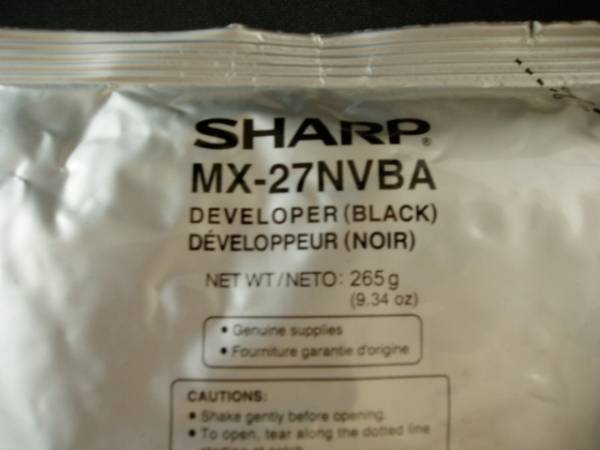 SHARP®
MX-27NVBA
DEVELOPER (BLACK)
DÉVELOPPEUR (NOIR)
NET WT/NETO: 265g
(9.34 oz)
• Genuine supplies
• Fourniture garantie d'origine
CAUTIONS:
• Shake gently before opening.
• To open, tear along the dotted line